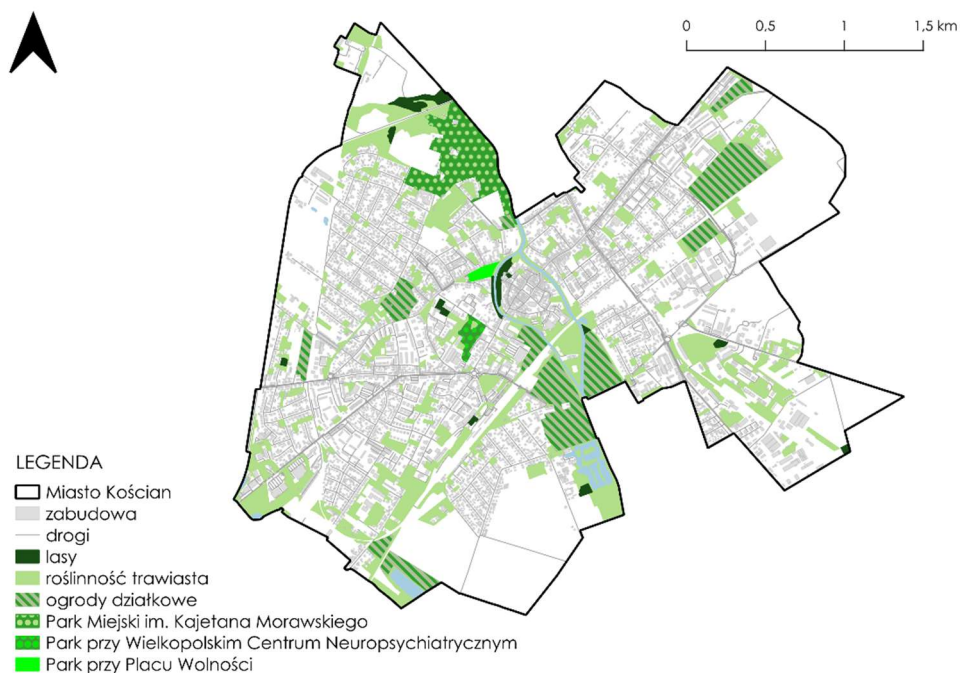 0 0,5 1 1,5 km
LEGENDA
Miasto Kościan
zabudowa
drogi
lasy
roślinność trawiasta
ogrody działkowe
Park Miejski im. Kajetana Morawskiego
Park przy Wielkopolskim Centrum Neuropsychiatrycznym
Park przy Placu Wolności